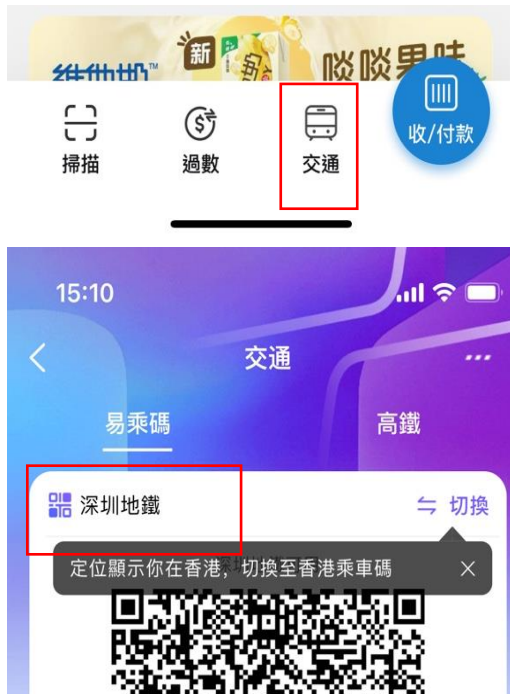 維他奶™
新
啖啖果味
掃描
過數
交通
收/付款
15:10
交通
易乘碼
高鐵
深圳地鐵
切換
定位顯示你在香港，切換至香港乘車碼